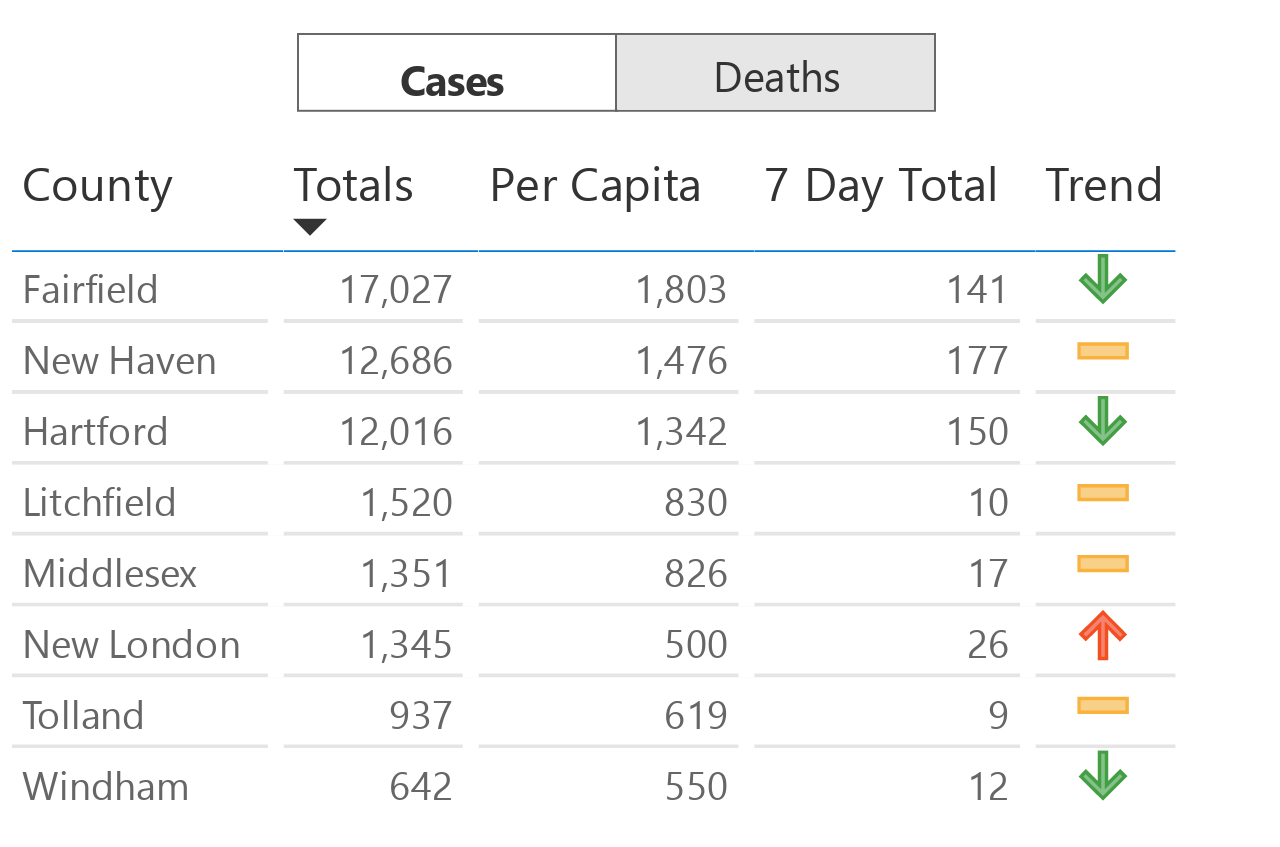 Cases Deaths
County Totals Per Capita 7 Day Total Trend
Fairfield 17,027 1,803 141
New Haven 12,686 1,476 177
Hartford 12,016 1,342 150
Litchfield 1,520 830 10
Middlesex 1,351 826 17
New London 1,345 500 26
Tolland 937 619 9
Windham 642 550 12